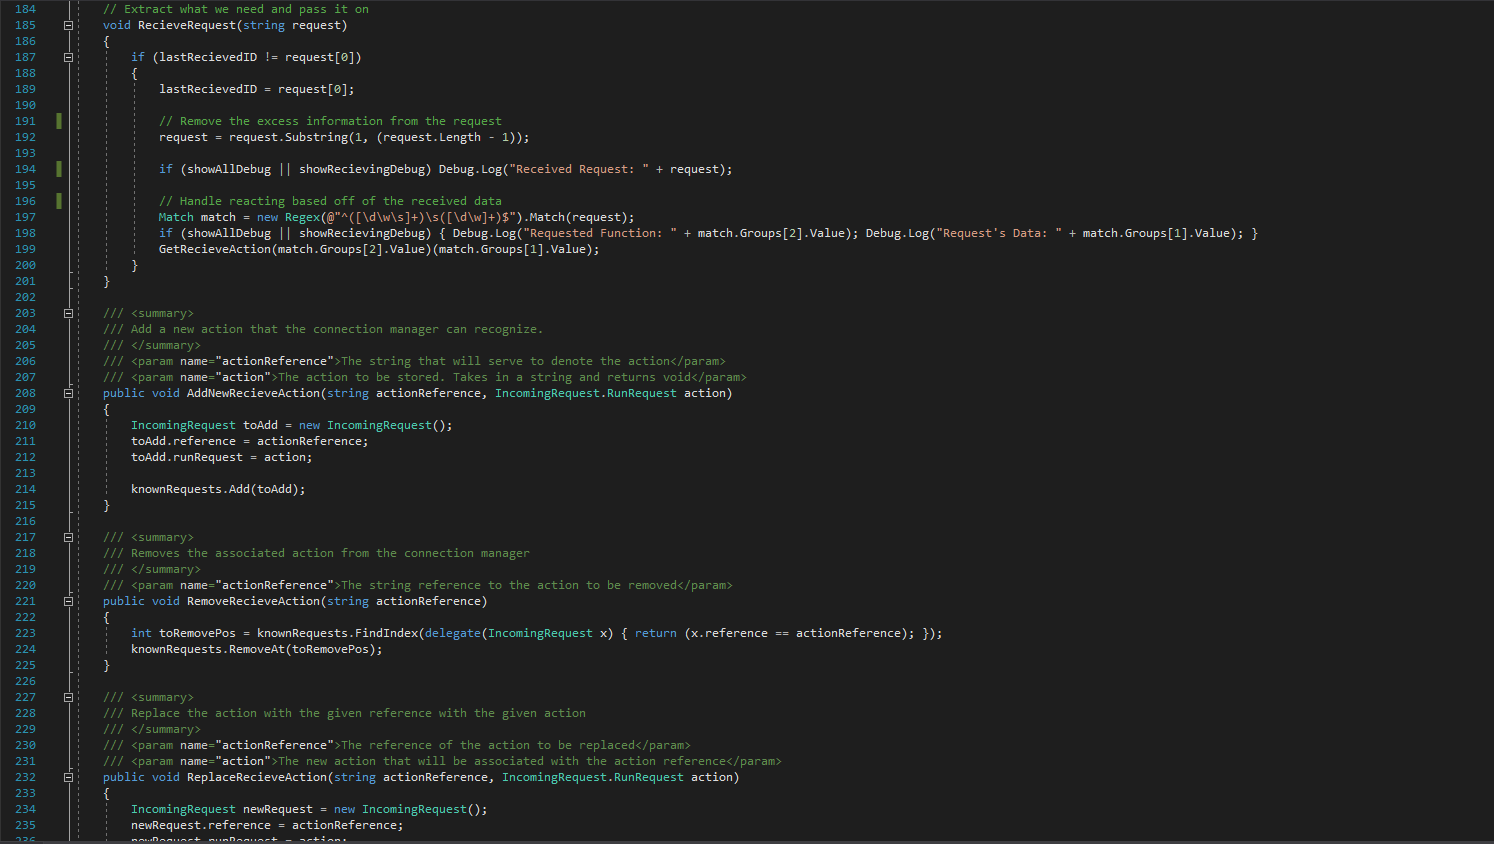 184 // Extract what we need and pass it on
185 void RecieveRequest(string request)
186 {
187 if (lastRecievedID != request[0])
188 {
189 lastRecievedID = request[0];
190
191 // Remove the excess information from the request
192 request = request.Substring(1, (request.Length - 1));
193
194 if (showAllDebug || showRecievingDebug) Debug.Log("Received Request: " + request);
195
196 // Handle reacting based off of the received data
197 Match match = new Regex(@"^([\d\w\s]+)\s([\d\w]+)$").Match(request);
198 if (showAllDebug || showRecievingDebug) { Debug.Log("Requested Function: " + match.Groups[2].Value); Debug.Log("Request's Data: " + match.Groups[1].Value); }
199 GetRecieveAction(match.Groups[2].Value)(match.Groups[1].Value);
200 }
201 }
202
203 /// <summary>
204 /// Add a new action that the connection manager can recognize.
205 /// </summary>
206 /// <param name="actionReference">The string that will serve to denote the action</param>
207 /// <param name="action">The action to be stored. Takes in a string and returns void</param>
208 public void AddNewRecieveAction(string actionReference, IncomingRequest.RunRequest action)
209 {
210 IncomingRequest toAdd = new IncomingRequest();
211 toAdd.reference = actionReference;
212 toAdd.runRequest = action;
213
214 knownRequests.Add(toAdd);
215 }
216
217 /// <summary>
218 /// Removes the associated action from the connection manager
219 /// </summary>
220 /// <param name="actionReference">The string reference to the action to be removed</param>
221 public void RemoveRecieveAction(string actionReference)
222 {
223 int toRemovePos = knownRequests.FindIndex(delegate(IncomingRequest x) { return (x.reference == actionReference); });
224 knownRequests.RemoveAt(toRemovePos);
225 }
226
227 /// <summary>
228 /// Replace the action with the given reference with the given action
229 /// </summary>
230 /// <param name="actionReference">The reference of the action to be replaced</param>
231 /// <param name="action">The new action that will be associated with the action reference</param>
232 public void ReplaceRecieveAction(string actionReference, IncomingRequest.RunRequest action)
233 {
234 IncomingRequest newRequest = new IncomingRequest();
235 newRequest.reference = actionReference;
236 newRequest.runRequest = action;